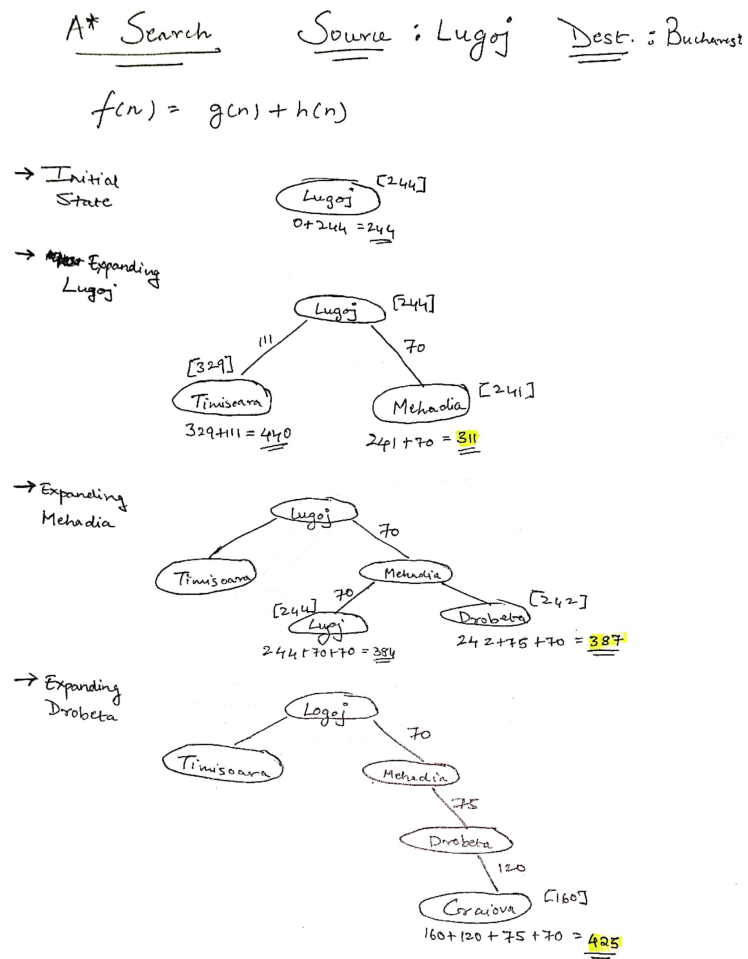 A* Search Source : Lugoj Dest. : Bucharest
f(n) = g(n) + h(n)
→ Initial State
Lugoj [244]
0+244 = 244
→ Expanding Lugoj
Lugoj [244]
111 70
[329] Timisoara
Mehadia [241]
329+111 = 440
241+70 = 311
→ Expanding Mehadia
Lugoj
70
Timisoara
Mehadia
70
[244] Lugoj
Drobeta [242]
244+70+70 = 384
242+75+70 = 387
→ Expanding Drobeta
Logoj
70
Timisoara
Mehadia
75
Drobeta
120
Craiova [160]
160+120+75+70 = 425